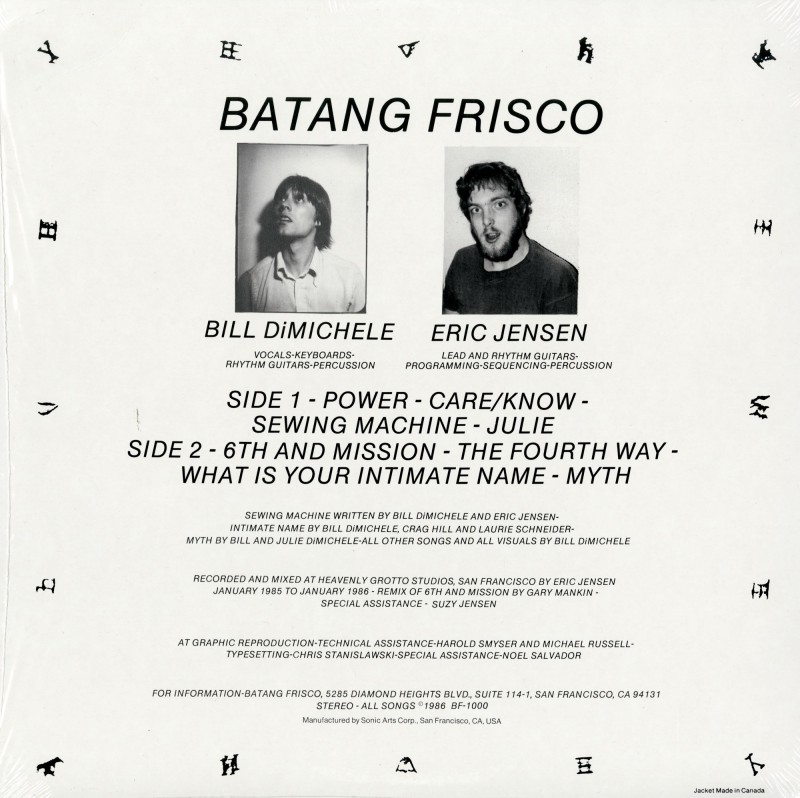 BATANG FRISCO
BILL DiMICHELE
VOCALS-KEYBOARDS-
RHYTHM GUITARS-PERCUSSION
ERIC JENSEN
LEAD AND RHYTHM GUITARS-
PROGRAMMING-SEQUENCING-PERCUSSION
SIDE 1 - POWER - CARE/KNOW -
SEWING MACHINE - JULIE
SIDE 2 - 6TH AND MISSION - THE FOURTH WAY -
WHAT IS YOUR INTIMATE NAME - MYTH
SEWING MACHINE WRITTEN BY BILL DiMICHELE AND ERIC JENSEN-
INTIMATE NAME BY BILL DiMICHELE, CRAG HILL AND LAURIE SCHNEIDER-
MYTH BY BILL AND JULIE DiMICHELE-ALL OTHER SONGS AND ALL VISUALS BY BILL DiMICHELE
RECORDED AND MIXED AT HEAVENLY GROTTO STUDIOS, SAN FRANCISCO BY ERIC JENSEN
JANUARY 1985 TO JANUARY 1986 - REMIX OF 6TH AND MISSION BY GARY MANKIN -
SPECIAL ASSISTANCE - SUZY JENSEN
AT GRAPHIC REPRODUCTION-TECHNICAL ASSISTANCE-HAROLD SMYSER AND MICHAEL RUSSELL-
TYPESETTING-CHRIS STANISLAWSKI-SPECIAL ASSISTANCE-NOEL SALVADOR
FOR INFORMATION-BATANG FRISCO, 5285 DIAMOND HEIGHTS BLVD., SUITE 114-1, SAN FRANCISCO, CA 94131
STEREO - ALL SONGS ©1986 BF-1000
Manufactured by Sonic Arts Corp., San Francisco, CA, USA
Jacket Made in Canada